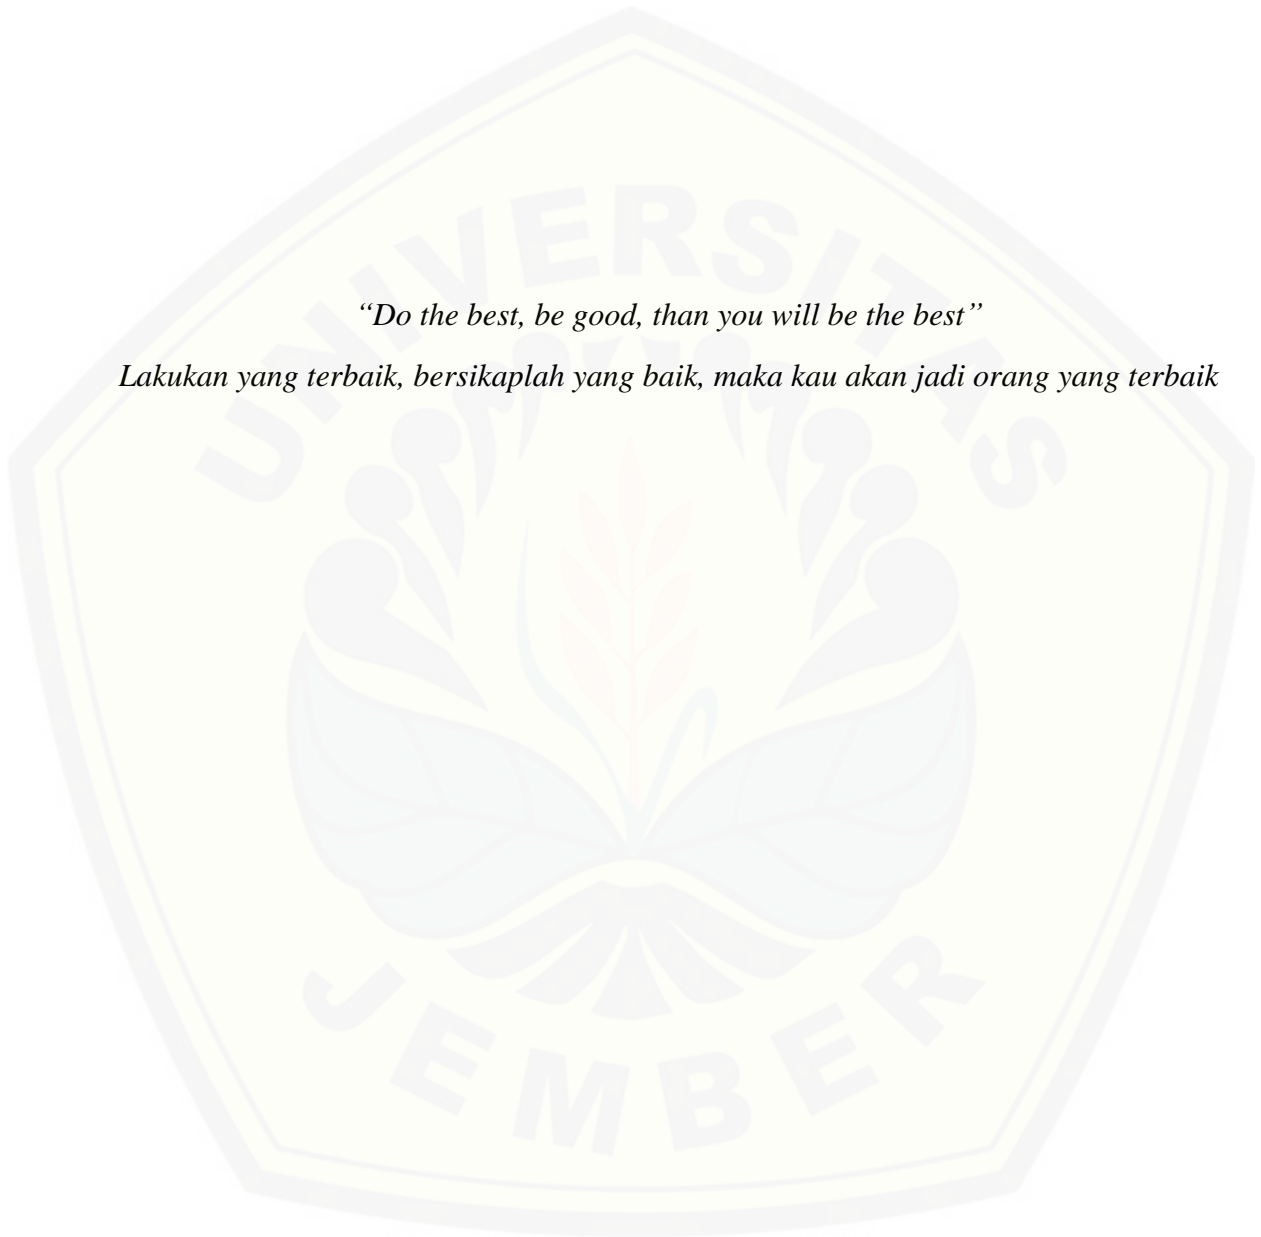 UNIVERSITAS
“Do the best, be good, than you will be the best”
Lakukan yang terbaik, bersikaplah yang baik, maka kau akan jadi orang yang terbaik
JEMBER